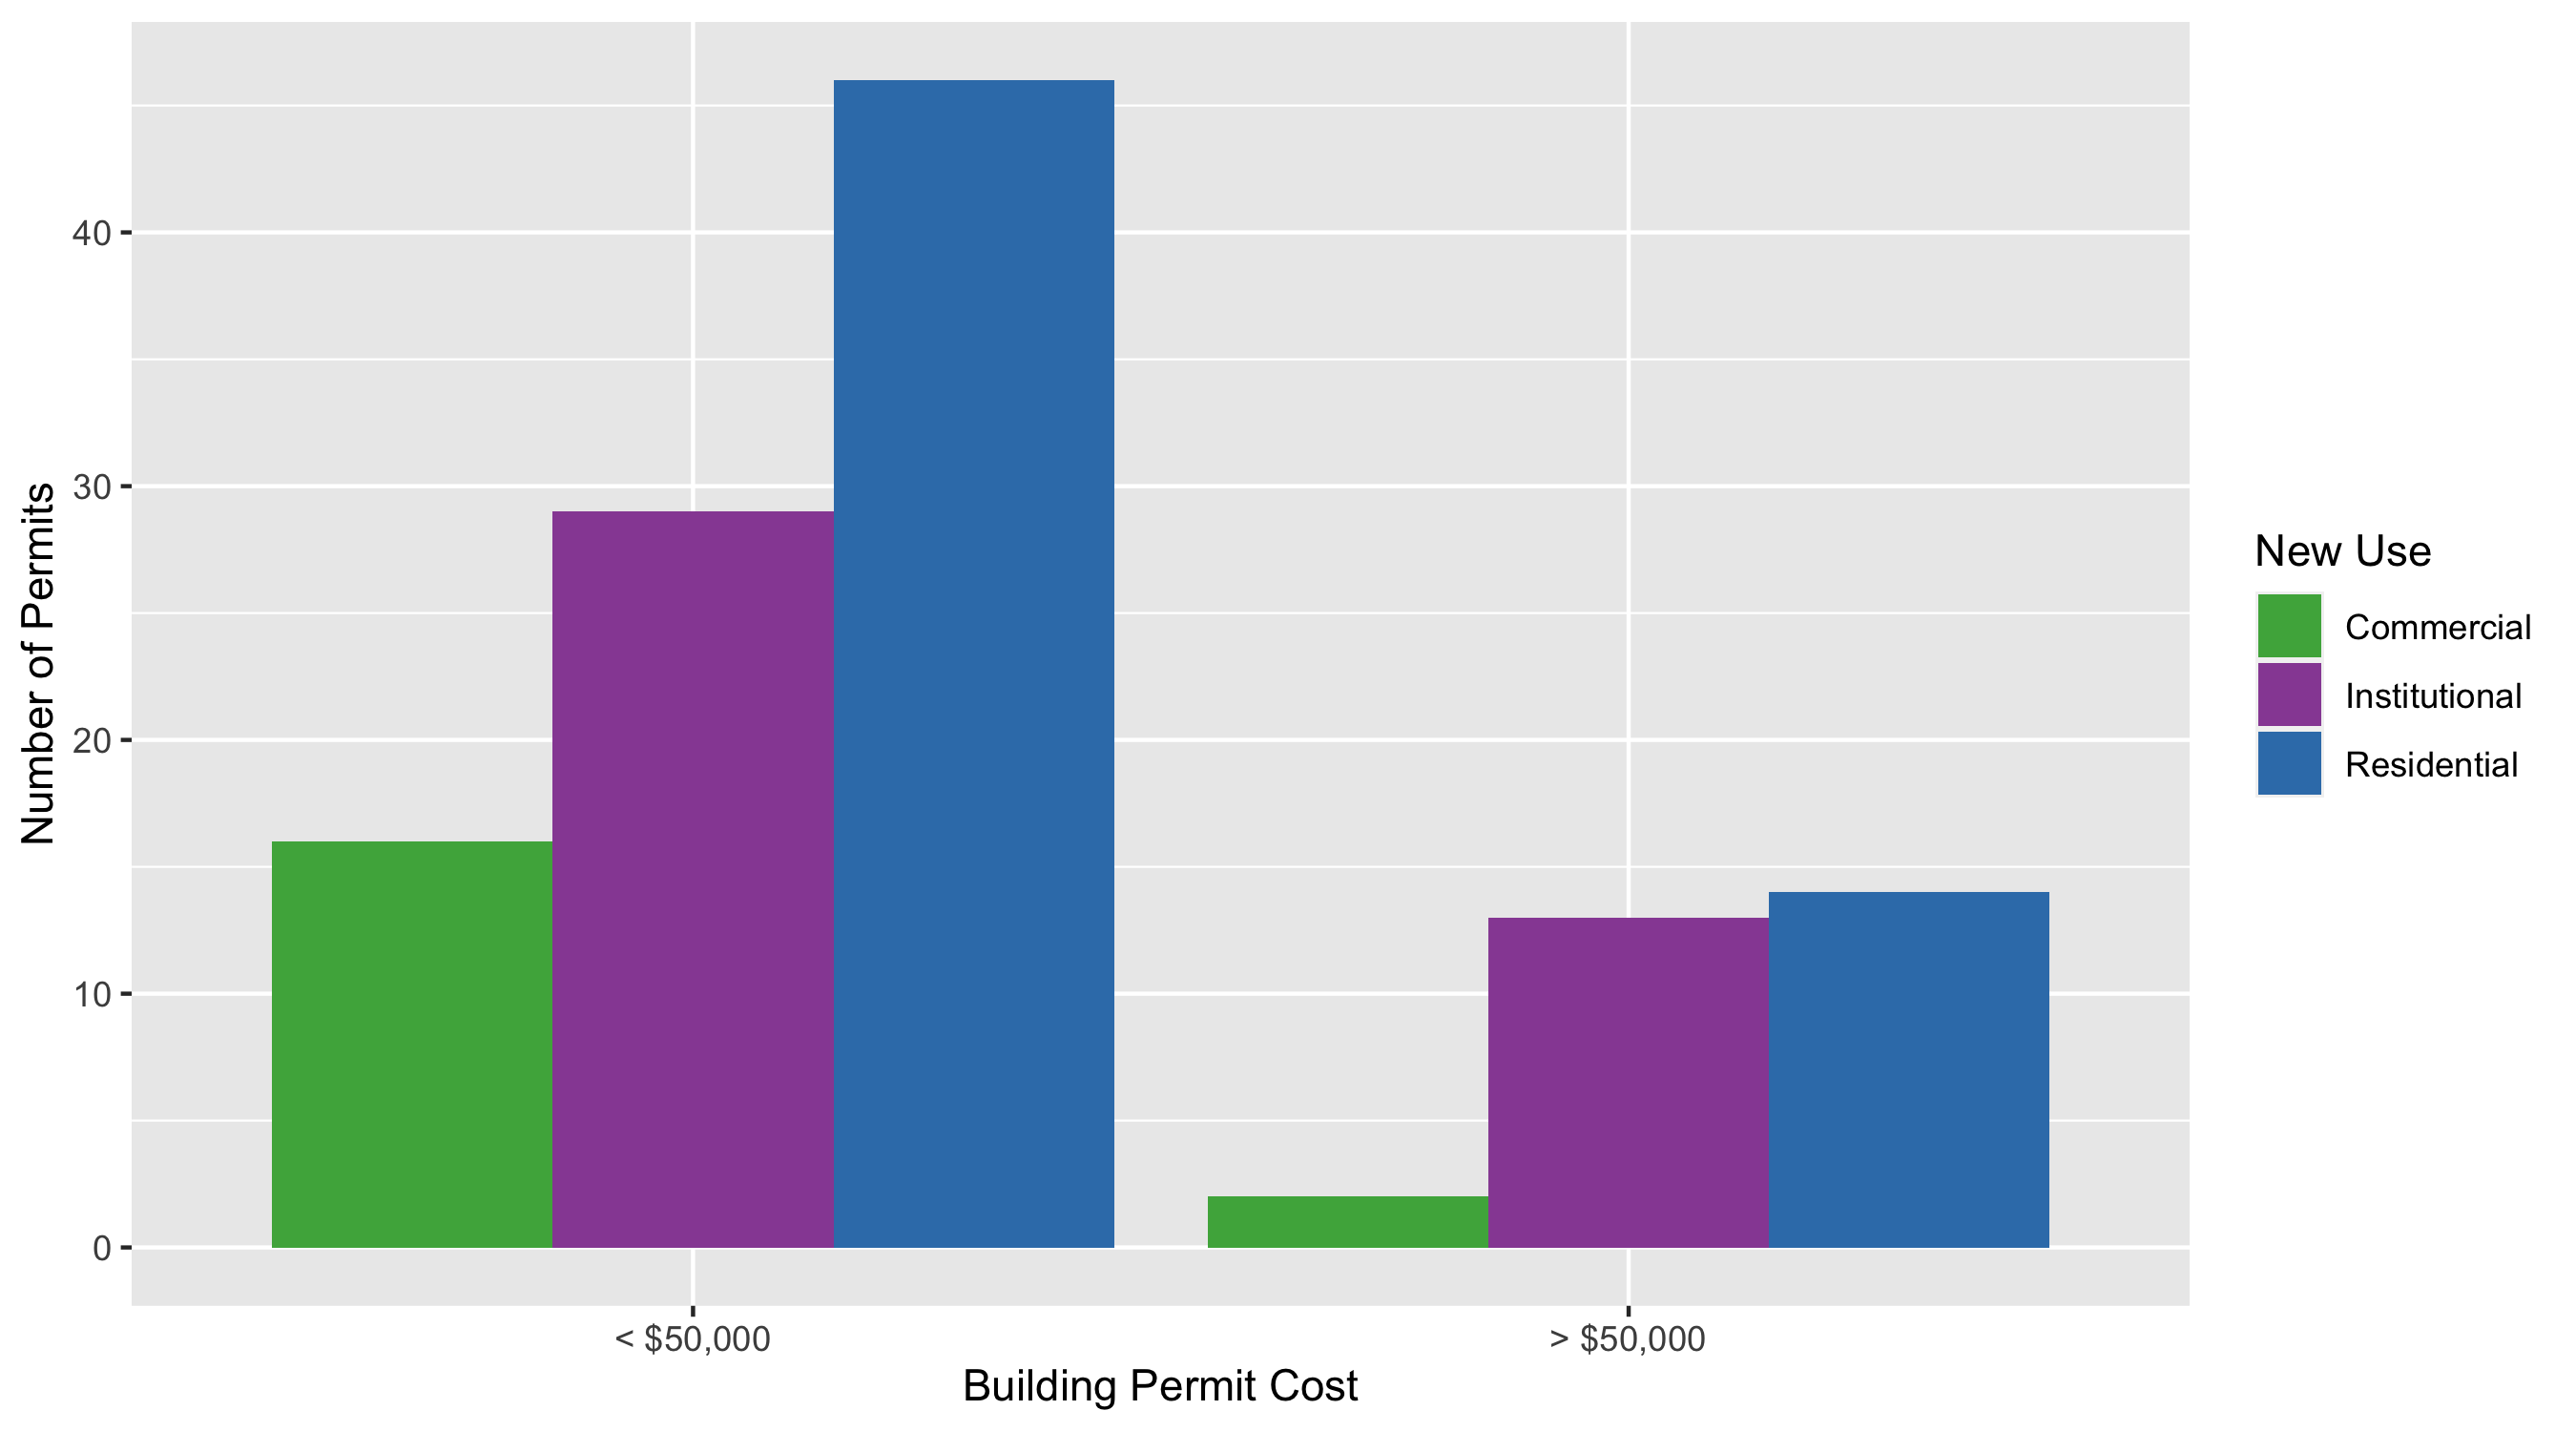 Number of Permits
40
30
20
10
0
< $50,000
> $50,000
Building Permit Cost
New Use
Commercial
Institutional
Residential